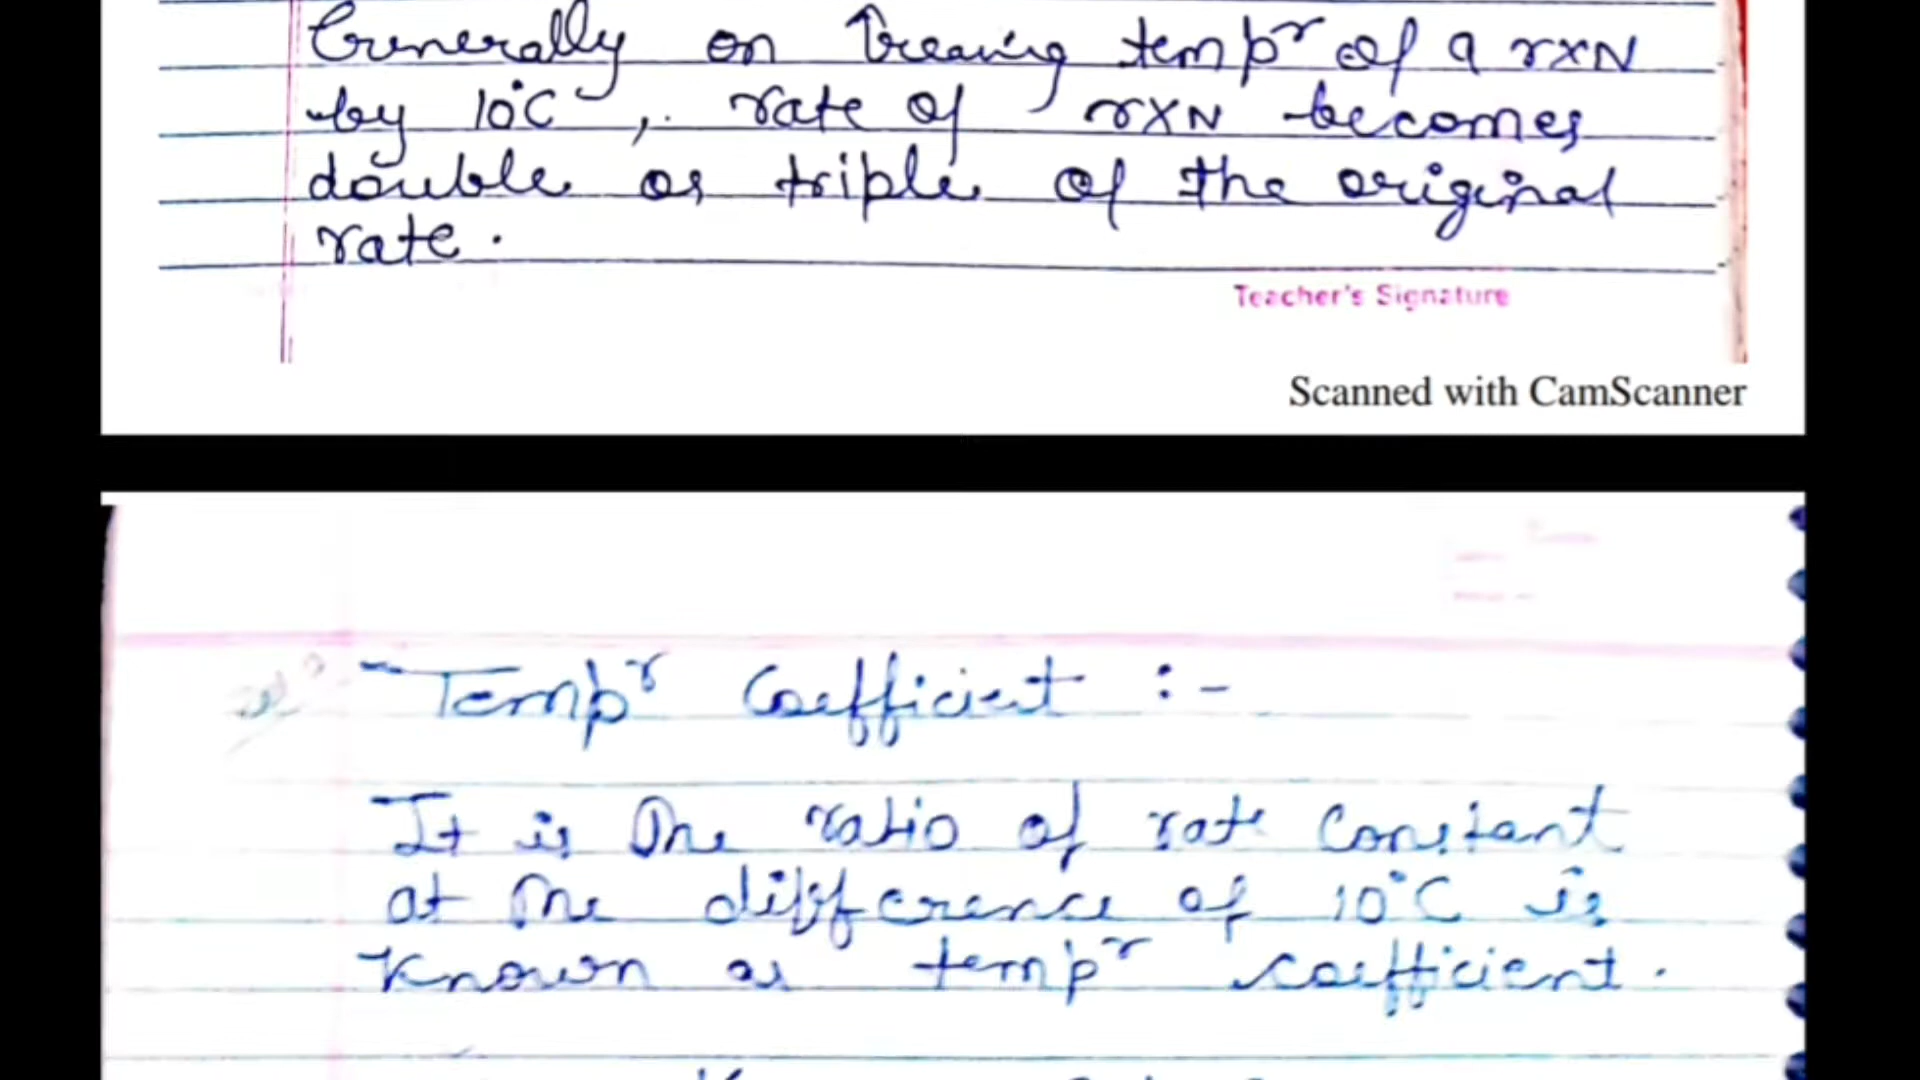 Generally on Increasing tempr of a rxN
by 10°C, rate of rxN becomes
double or triple of the original
rate.
Teacher's Signature
Scanned with CamScanner
Tempr Coefficient :-
It is the ratio of rate constant
at the difference of 10°C is
known as tempr coefficient.